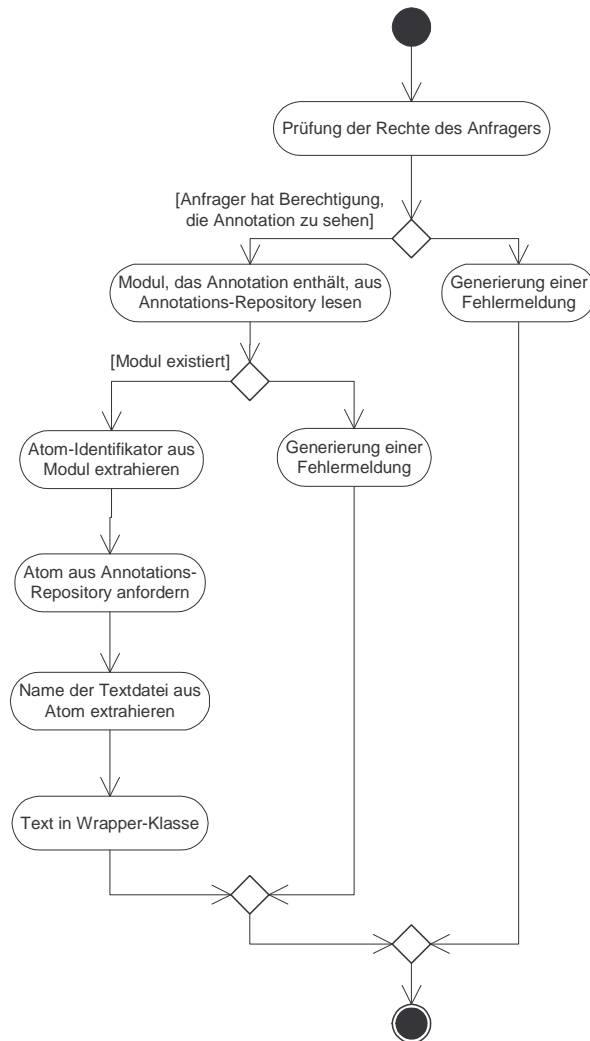 Prüfung der Rechte des Anfragers
[Anfrager hat Berechtigung,
die Annotation zu sehen]
Modul, das Annotation enthält, aus
Annotations-Repository lesen
Generierung einer
Fehlermeldung
[Modul existiert]
Atom-Identifikator aus
Modul extrahieren
Generierung einer
Fehlermeldung
Atom aus Annotations-
Repository anfordern
Name der Textdatei aus
Atom extrahieren
Text in Wrapper-Klasse